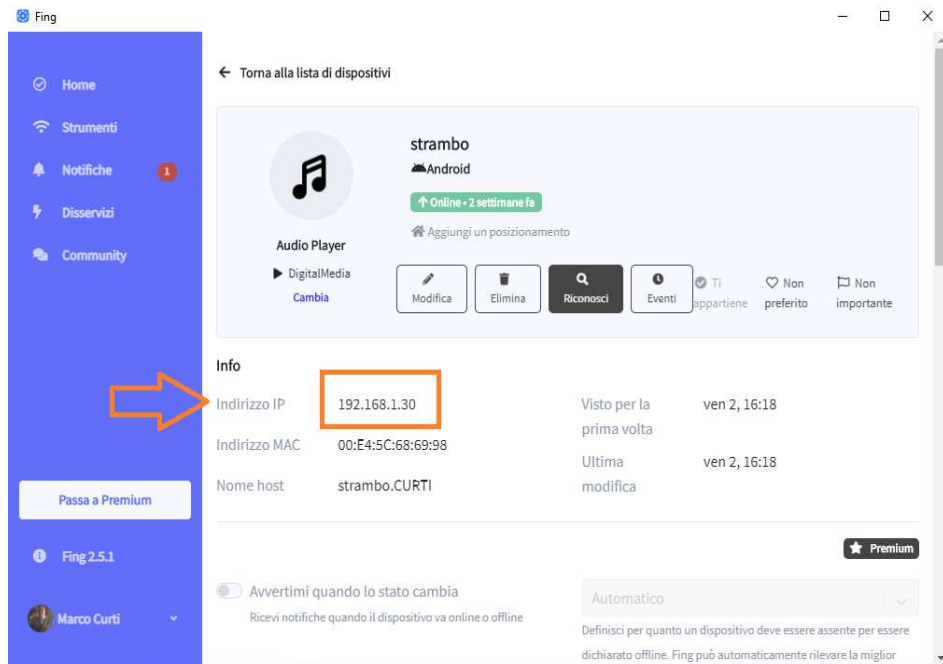 Fing
Home
Strumenti
Notifiche 1
Disservizi
Community
Passa a Premium
Fing 2.5.1
Marco Curti
Torna alla lista di dispositivi
strambo
Android
Online • 2 settimane fa
Aggiungi un posizionamento
Audio Player
DigitalMedia
Cambia
Modifica
Elimina
Riconosci
Eventi
Ti appartiene
Non preferito
Non importante
Info
Indirizzo IP 192.168.1.30
Indirizzo MAC 00:E4:5C:68:69:98
Nome host strambo.CURTI
Visto per la prima volta ven 2, 16:18
Ultima modifica ven 2, 16:18
Premium
Avvertimi quando lo stato cambia
Ricevi notifiche quando il dispositivo va online o offline
Automatico
Definisci per quanto un dispositivo deve essere assente per essere
dichiarato offline. Fing può automaticamente rilevare la miglior